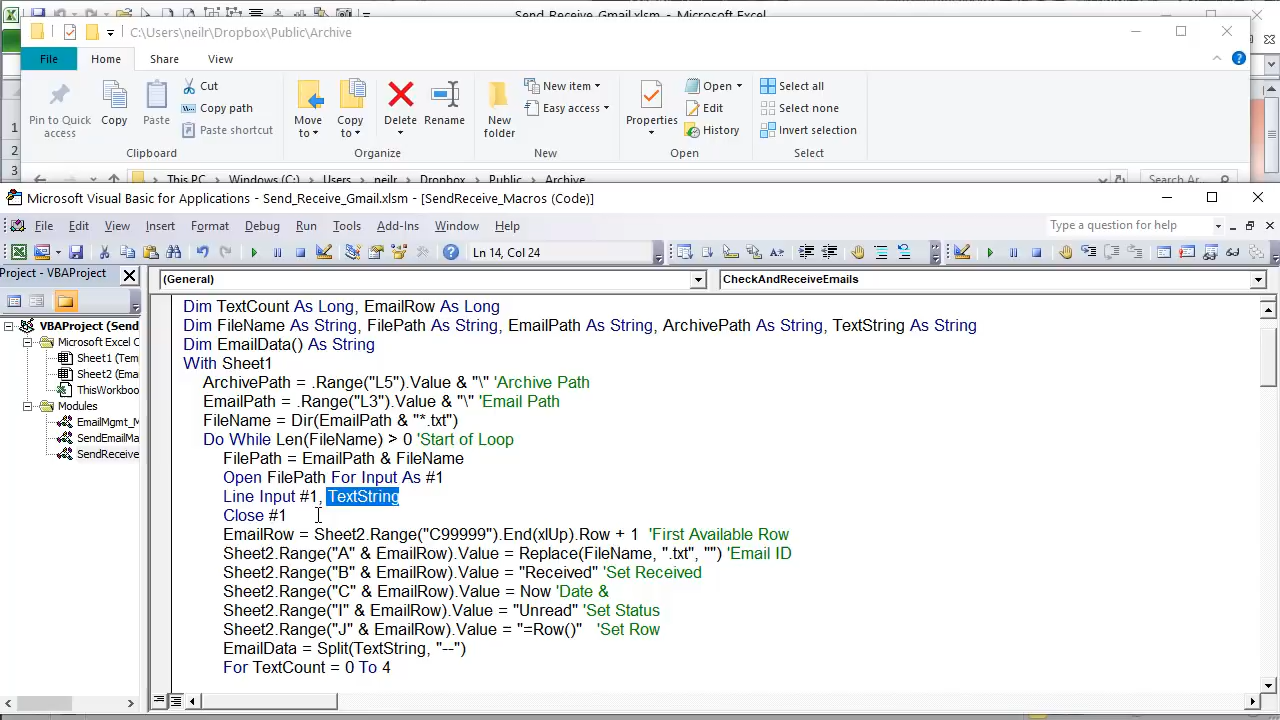 Send_Receive_Gmail.xlsm - Microsoft Excel
C:\Users\neilr\Dropbox\Public\Archive
File Home Share View
Pin to Quick access
Copy
Paste
Cut
Copy path
Paste shortcut
Clipboard
Move to
Copy to
Delete
Rename
Organize
New folder
New item
Easy access
New
Properties
Open
Edit
History
Open
Select all
Select none
Invert selection
Select
This PC Windows (C:) Users neilr Dropbox Public Archive
Search Ar...
1
2
3
Microsoft Visual Basic for Applications - Send_Receive_Gmail.xlsm - [SendReceive_Macros (Code)]
File Edit View Insert Format Debug Run Tools Add-Ins Window Help
Type a question for help
Ln 14, Col 24
Project - VBAProject
VBAProject (Send
Microsoft Excel C
Sheet1 (Tem
Sheet2 (Ema
ThisWorkboo
Modules
EmailMgmt_M
SendEmailMa
SendReceive
(General)
CheckAndReceiveEmails
Dim TextCount As Long, EmailRow As Long
Dim FileName As String, FilePath As String, EmailPath As String, ArchivePath As String, TextString As String
Dim EmailData() As String
With Sheet1
ArchivePath = .Range("L5").Value & "\" 'Archive Path
EmailPath = .Range("L3").Value & "\" 'Email Path
FileName = Dir(EmailPath & "*.txt")
Do While Len(FileName) > 0 'Start of Loop
FilePath = EmailPath & FileName
Open FilePath For Input As #1
Line Input #1, TextString
Close #1
EmailRow = Sheet2.Range("C99999").End(xlUp).Row + 1 'First Available Row
Sheet2.Range("A" & EmailRow).Value = Replace(FileName, ".txt", "") 'Email ID
Sheet2.Range("B" & EmailRow).Value = "Received" 'Set Received
Sheet2.Range("C" & EmailRow).Value = Now 'Date &
Sheet2.Range("I" & EmailRow).Value = "Unread" 'Set Status
Sheet2.Range("J" & EmailRow).Value = "=Row()" 'Set Row
EmailData = Split(TextString, "--")
For TextCount = 0 To 4